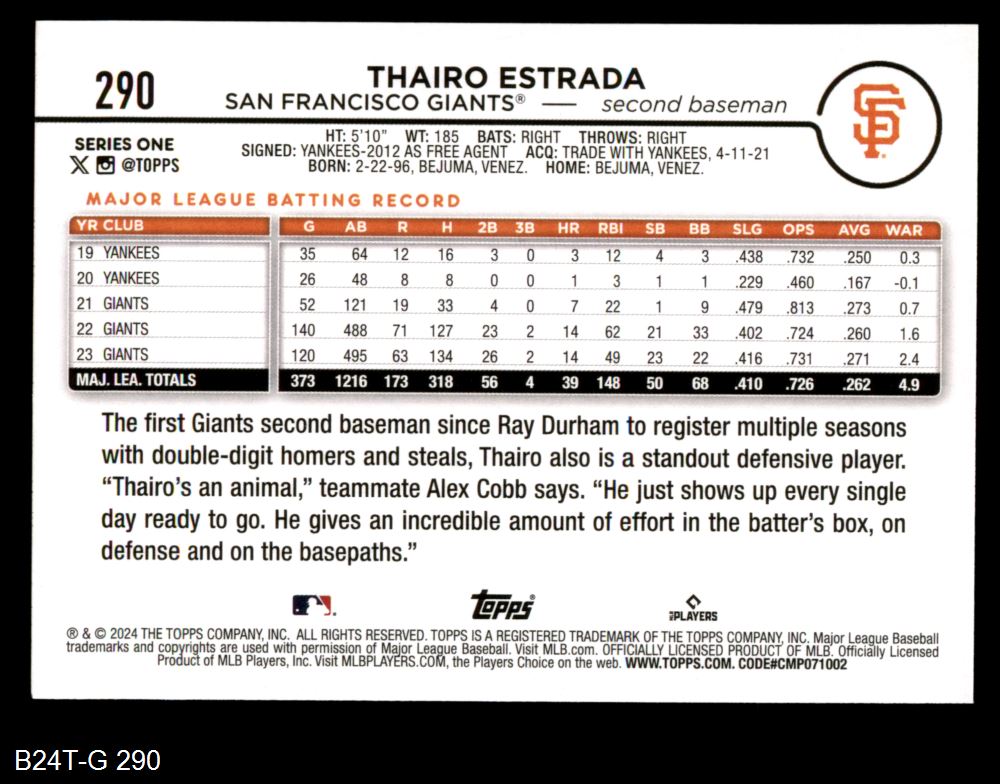 290
THAIRO ESTRADA
SAN FRANCISCO GIANTS® — second baseman
SF
SERIES ONE
X @TOPPS
HT: 5'10" WT: 185 BATS: RIGHT THROWS: RIGHT
SIGNED: YANKEES-2012 AS FREE AGENT ACQ: TRADE WITH YANKEES, 4-11-21
BORN: 2-22-96, BEJUMA, VENEZ. HOME: BEJUMA, VENEZ.
MAJOR LEAGUE BATTING RECORD
YR CLUB G AB R H 2B 3B HR RBI SB BB SLG OPS AVG WAR
19 YANKEES 35 64 12 16 3 0 3 12 4 3 .438 .732 .250 0.3
20 YANKEES 26 48 8 8 0 0 1 3 1 1 .229 .460 .167 -0.1
21 GIANTS 52 121 19 33 4 0 7 22 1 9 .479 .813 .273 0.7
22 GIANTS 140 488 71 127 23 2 14 62 21 33 .402 .724 .260 1.6
23 GIANTS 120 495 63 134 26 2 14 49 23 22 .416 .731 .271 2.4
MAJ. LEA. TOTALS 373 1216 173 318 56 4 39 148 50 68 .410 .726 .262 4.9
The first Giants second baseman since Ray Durham to register multiple seasons
with double-digit homers and steals, Thairo also is a standout defensive player.
“Thairo’s an animal,” teammate Alex Cobb says. “He just shows up every single
day ready to go. He gives an incredible amount of effort in the batter’s box, on
defense and on the basepaths.”
Topps®
MLBPLAYERS
® & © 2024 THE TOPPS COMPANY, INC. ALL RIGHTS RESERVED. TOPPS IS A REGISTERED TRADEMARK OF THE TOPPS COMPANY, INC. Major League Baseball
trademarks and copyrights are used with permission of Major League Baseball. Visit MLB.com. OFFICIALLY LICENSED PRODUCT OF MLB. Officially Licensed
Product of MLB Players, Inc. Visit MLBPLAYERS.COM, the Players Choice on the web. WWW.TOPPS.COM. CODE#CMP071002
B24T-G 290